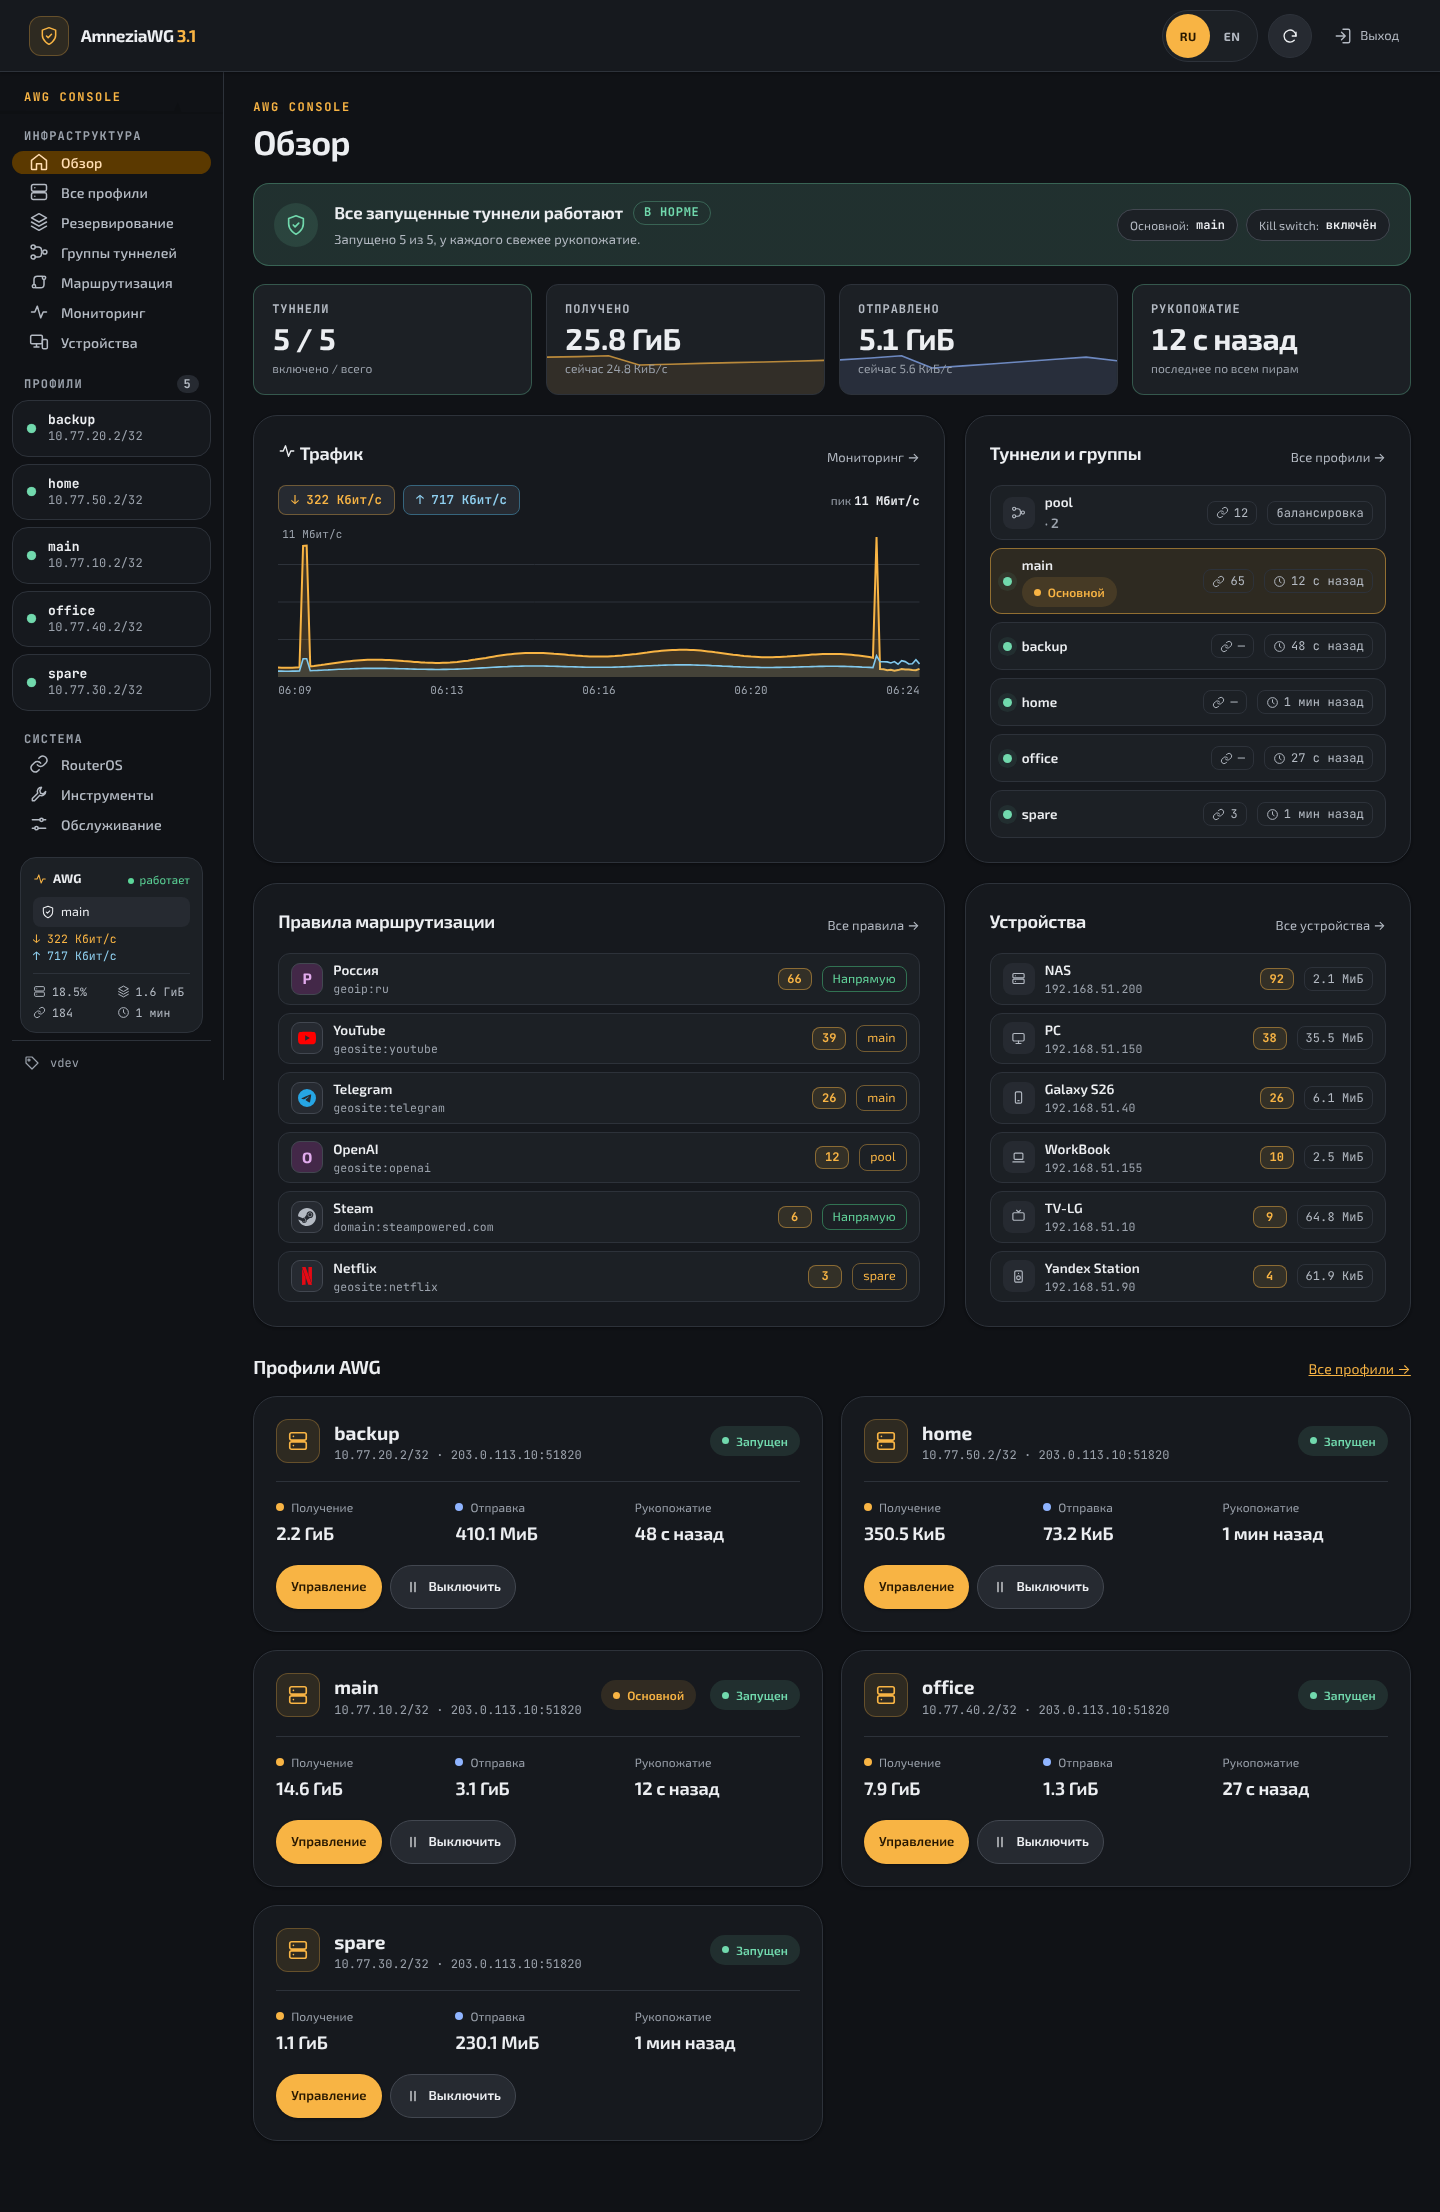 AmneziaWG 3.1
RU EN
Выход
AWG CONSOLE
ИНФРАСТРУКТУРА
Обзор
Все профили
Резервирование
Группы туннелей
Маршрутизация
Мониторинг
Устройства
ПРОФИЛИ 5
backup
10.77.20.2/32
home
10.77.50.2/32
main
10.77.10.2/32
office
10.77.40.2/32
spare
10.77.30.2/32
СИСТЕМА
RouterOS
Инструменты
Обслуживание
AWG работает
main
↓ 322 Кбит/с
↑ 717 Кбит/с
18.5% 1.6 ГиБ
184 1 мин
vdev
AWG CONSOLE
Обзор
Все запущенные туннели работают В НОРМЕ
Запущено 5 из 5, у каждого свежее рукопожатие.
Основной: main Kill switch: включён
ТУННЕЛИ
5 / 5
включено / всего
ПОЛУЧЕНО
25.8 ГиБ
сейчас 24.8 КиБ/с
ОТПРАВЛЕНО
5.1 ГиБ
сейчас 5.6 КиБ/с
РУКОПОЖАТИЕ
12 с назад
последнее по всем пирам
Трафик Мониторинг →
↓ 322 Кбит/с ↑ 717 Кбит/с пик 11 Мбит/с
11 Мбит/с
06:09 06:13 06:16 06:20 06:24
Туннели и группы Все профили →
pool
· 2
12 балансировка
main
Основной
65 12 с назад
backup — 48 с назад
home — 1 мин назад
office — 27 с назад
spare 3 1 мин назад
Правила маршрутизации Все правила →
P Россия
geoip:ru
66 Напрямую
YouTube
geosite:youtube
39 main
Telegram
geosite:telegram
26 main
O OpenAI
geosite:openai
12 pool
Steam
domain:steampowered.com
6 Напрямую
N Netflix
geosite:netflix
3 spare
Устройства Все устройства →
NAS
192.168.51.200
92 2.1 МиБ
PC
192.168.51.150
38 35.5 МиБ
Galaxy S26
192.168.51.40
26 6.1 МиБ
WorkBook
192.168.51.155
10 2.5 МиБ
TV-LG
192.168.51.10
9 64.8 МиБ
Yandex Station
192.168.51.90
4 61.9 КиБ
Профили AWG Все профили →
backup
10.77.20.2/32 · 203.0.113.10:51820
Запущен
Получение Отправка Рукопожатие
2.2 ГиБ 410.1 МиБ 48 с назад
Управление Выключить
home
10.77.50.2/32 · 203.0.113.10:51820
Запущен
Получение Отправка Рукопожатие
350.5 КиБ 73.2 КиБ 1 мин назад
Управление Выключить
main
10.77.10.2/32 · 203.0.113.10:51820
Основной Запущен
Получение Отправка Рукопожатие
14.6 ГиБ 3.1 ГиБ 12 с назад
Управление Выключить
office
10.77.40.2/32 · 203.0.113.10:51820
Запущен
Получение Отправка Рукопожатие
7.9 ГиБ 1.3 ГиБ 27 с назад
Управление Выключить
spare
10.77.30.2/32 · 203.0.113.10:51820
Запущен
Получение Отправка Рукопожатие
1.1 ГиБ 230.1 МиБ 1 мин назад
Управление Выключить